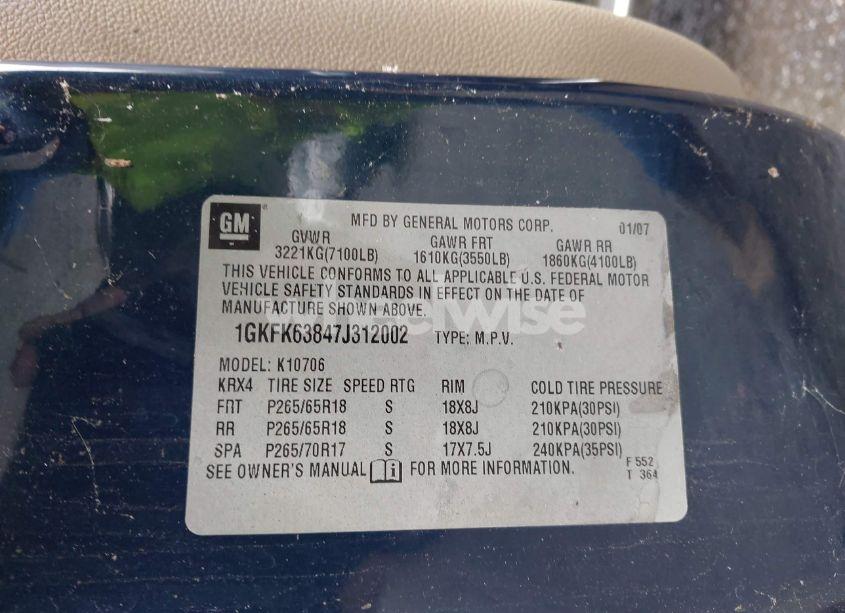 GM ®
MFD BY GENERAL MOTORS CORP. 01/07
GVWR GAWR FRT GAWR RR
3221KG(7100LB) 1610KG(3550LB) 1860KG(4100LB)
THIS VEHICLE CONFORMS TO ALL APPLICABLE U.S. FEDERAL MOTOR
VEHICLE SAFETY STANDARDS IN EFFECT ON THE DATE OF
MANUFACTURE SHOWN ABOVE.
1GKFK63847J312002 TYPE: M.P.V.
MODEL: K10706
KRX4 TIRE SIZE SPEED RTG RIM COLD TIRE PRESSURE
FRT P265/65R18 S 18X8J 210KPA(30PSI)
RR P265/65R18 S 18X8J 210KPA(30PSI)
SPA P265/70R17 S 17X7.5J 240KPA(35PSI)
SEE OWNER'S MANUAL i FOR MORE INFORMATION.
F 552
T 364